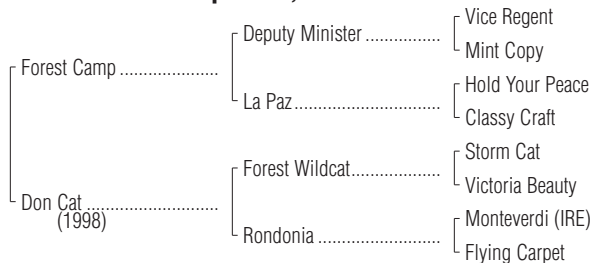 Vice Regent
Deputy Minister ................
Mint Copy
Forest Camp .....................
Hold Your Peace
La Paz ...............................
Classy Craft
Storm Cat
Forest Wildcat...................
Victoria Beauty
Don Cat ............................
(1998)
Monteverdi (IRE)
Rondonia ..........................
Flying Carpet